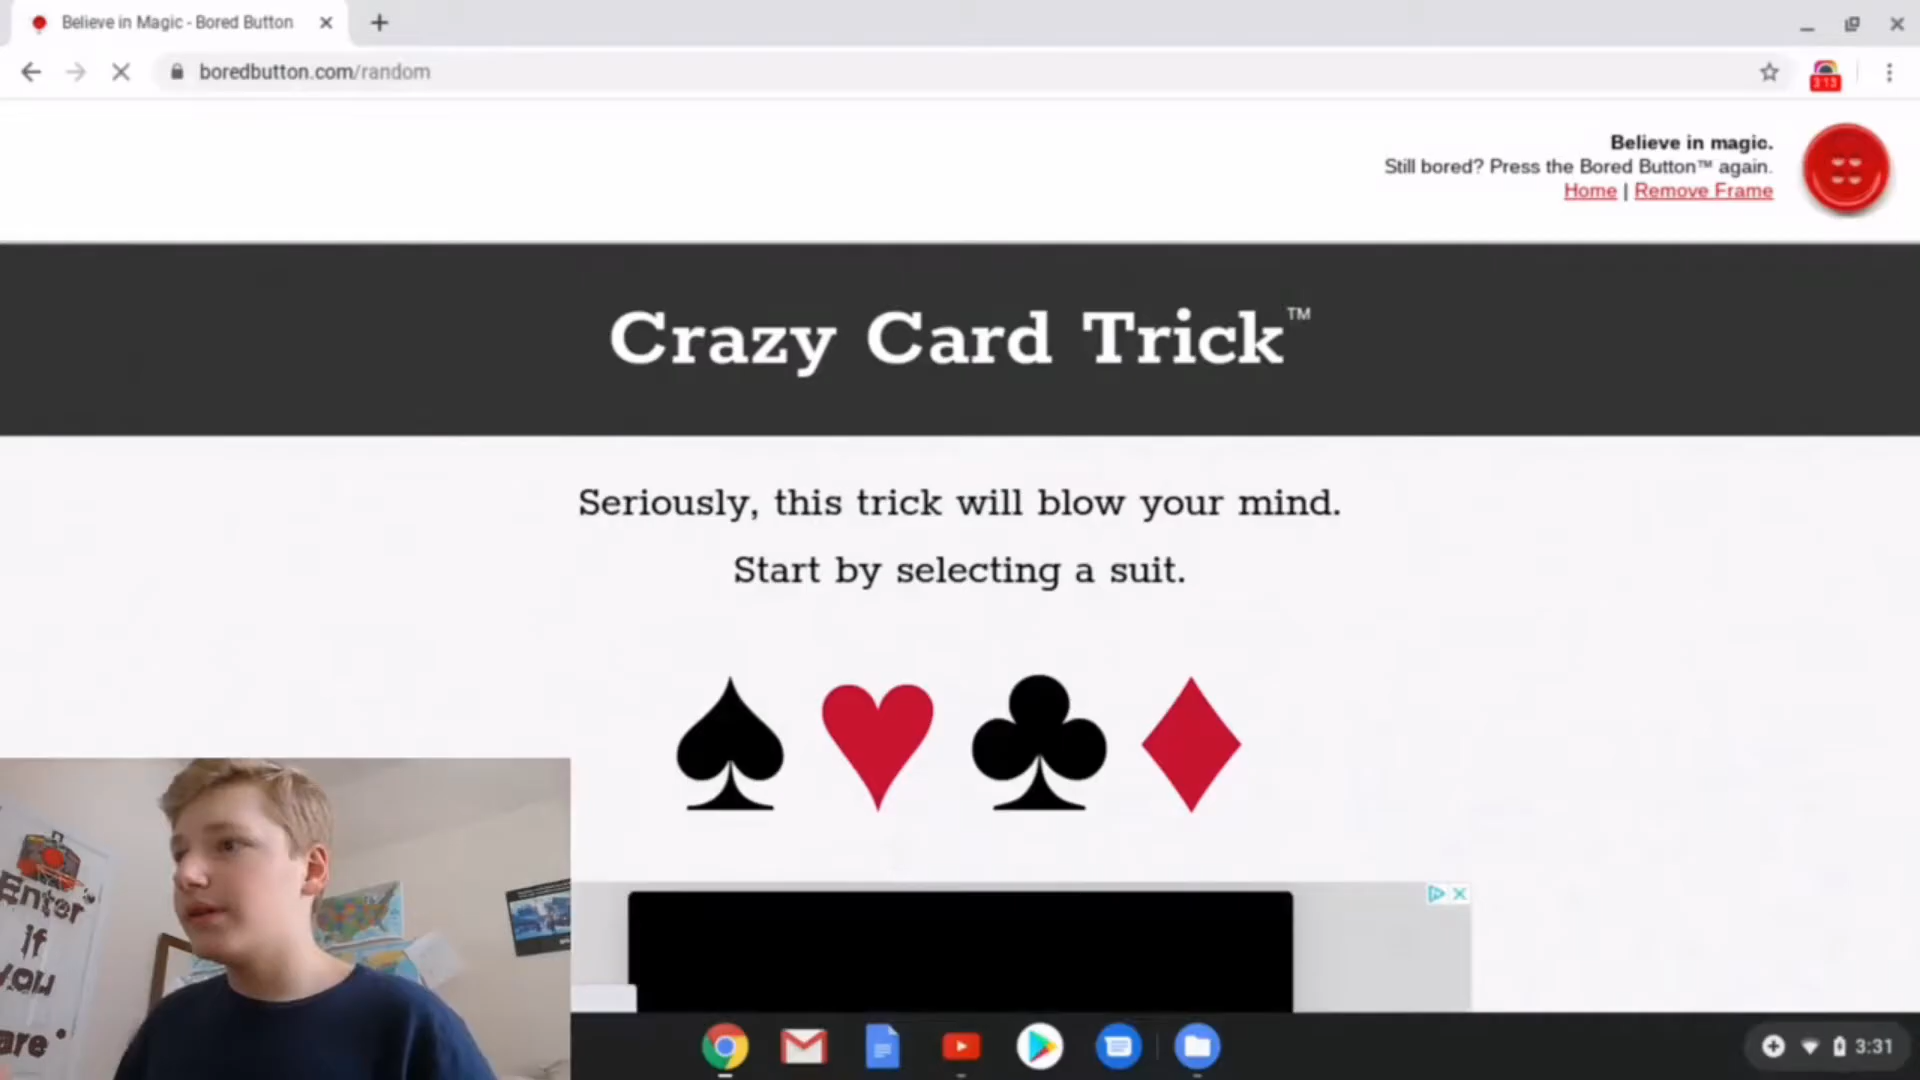 Believe in Magic - Bored Button
boredbutton.com/random
3:13
Believe in magic.
Still bored? Press the Bored Button™ again.
Home | Remove Frame
Crazy Card Trick™
Seriously, this trick will blow your mind.
Start by selecting a suit.
Enter
if
you
are
3:31